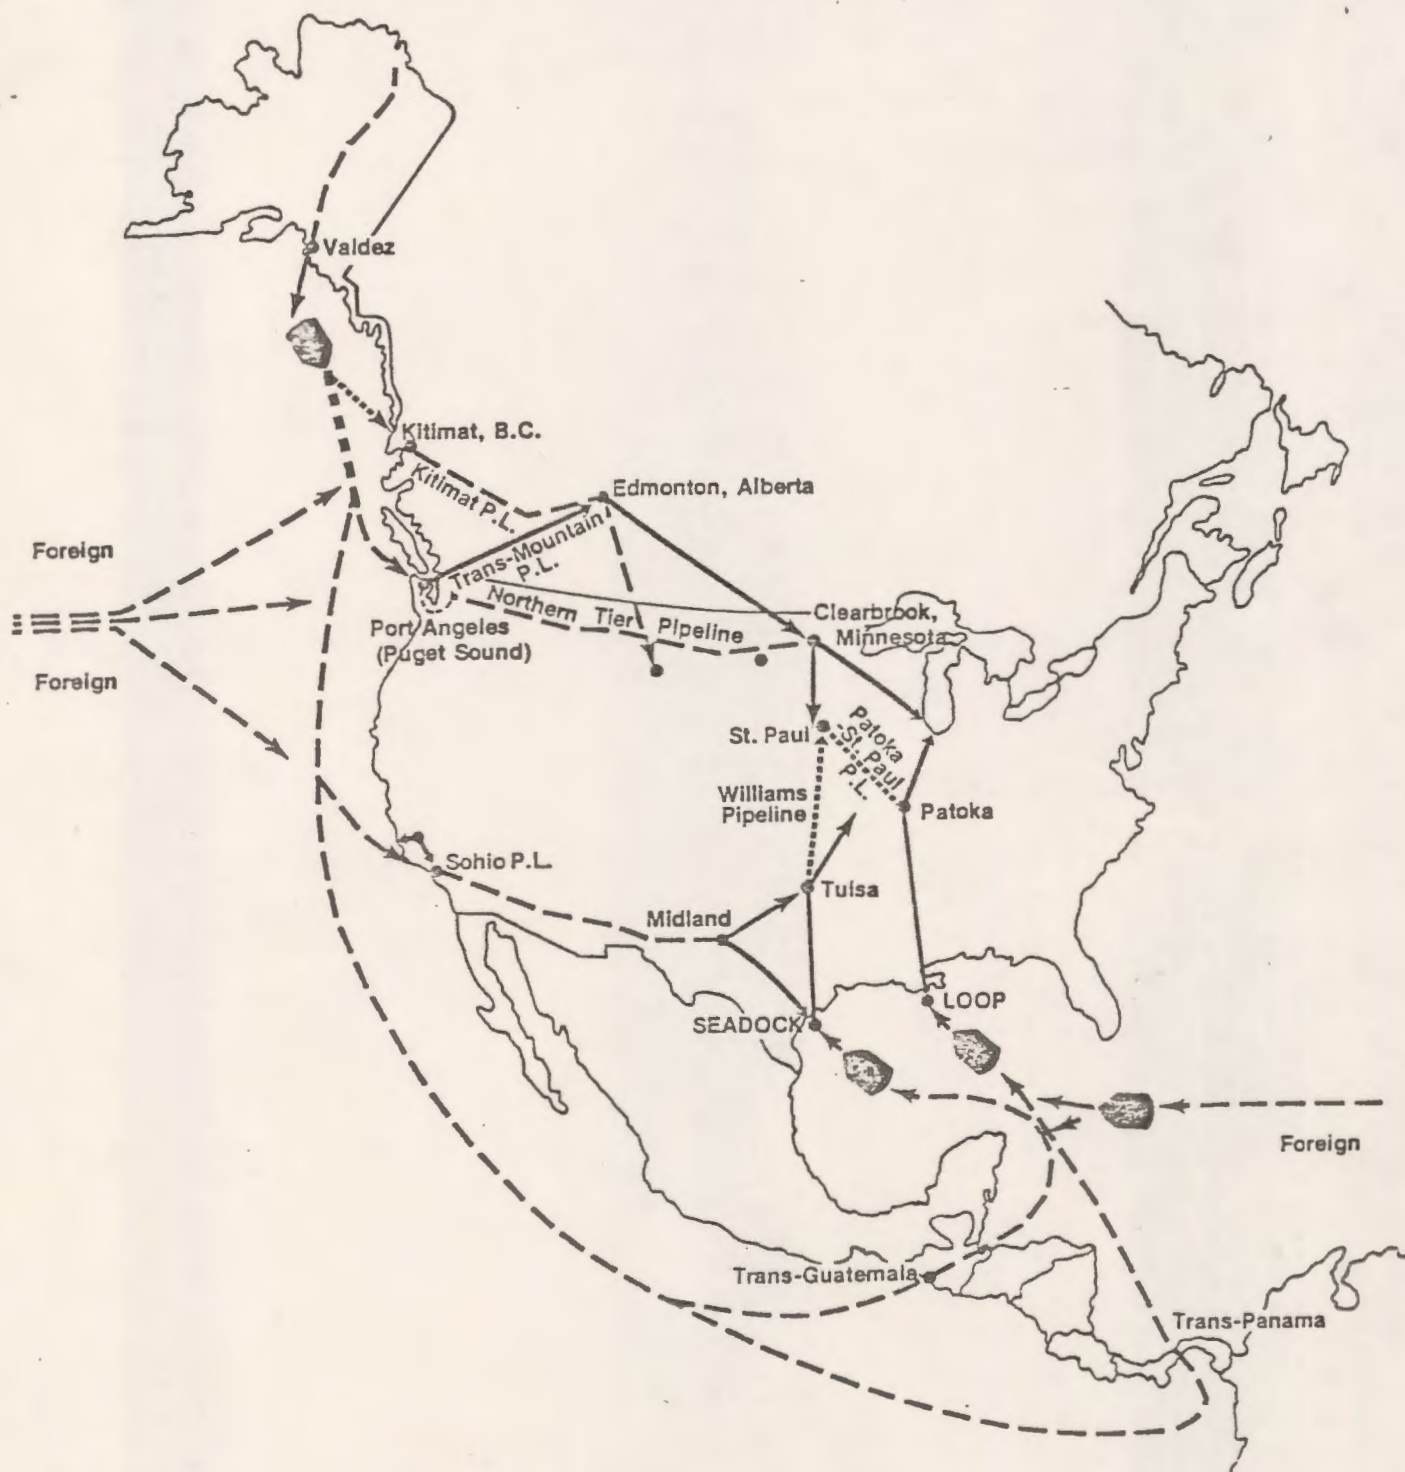 Valdez
Kitimat, B.C.
Kitimat P.L.
Edmonton, Alberta
Foreign
Trans-Mountain
P.L.
Northern Tier Pipeline
Clearbrook,
Minnesota
Port Angeles
(Puget Sound)
Foreign
St. Paul
Patoka
-St. Paul
P.L.
Williams
Pipeline
Patoka
Sohio P.L.
Tulsa
Midland
LOOP
SEADOCK
Foreign
Trans-Guatemala
Trans-Panama